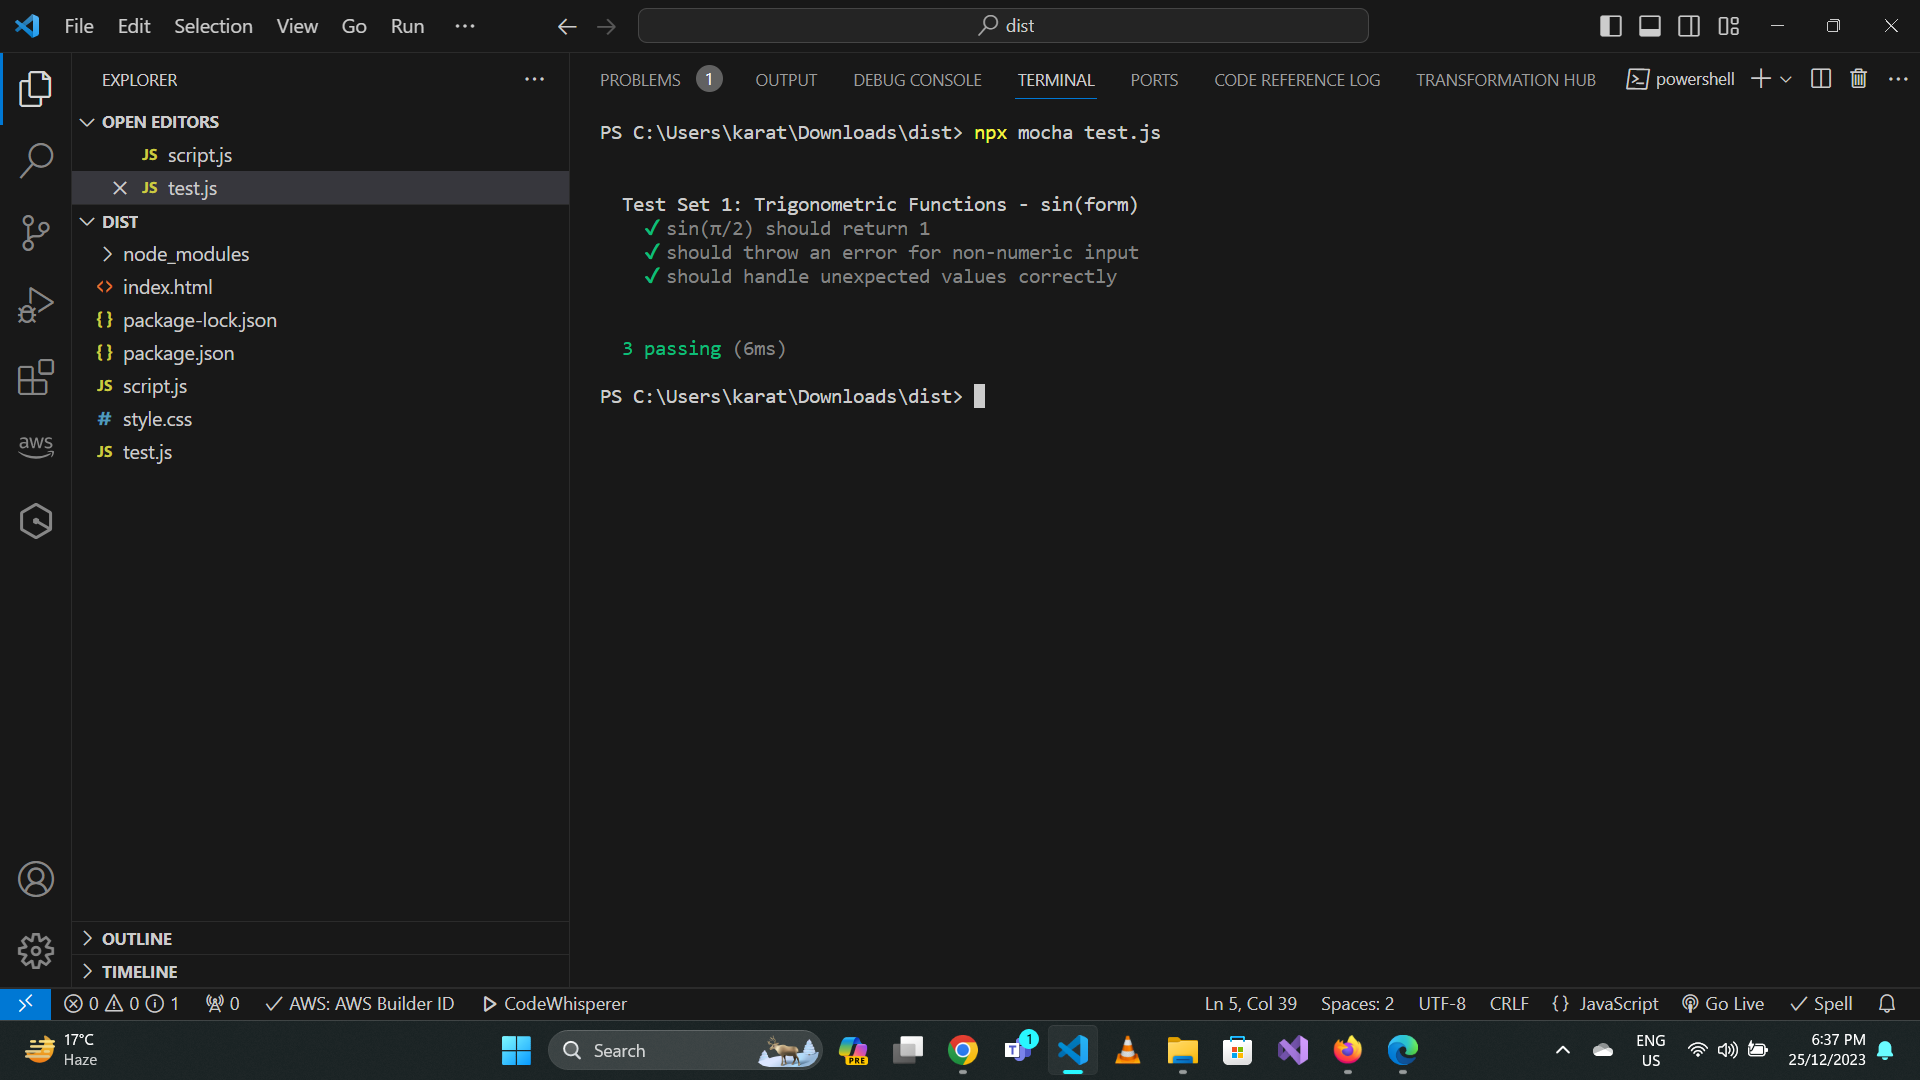 File Edit Selection View Go Run ··· dist
EXPLORER ···
OPEN EDITORS
JS script.js
JS test.js
DIST
node_modules
<> index.html
{} package-lock.json
{} package.json
JS script.js
# style.css
JS test.js
aws
OUTLINE
TIMELINE
PROBLEMS 1 OUTPUT DEBUG CONSOLE TERMINAL PORTS CODE REFERENCE LOG TRANSFORMATION HUB powershell
PS C:\Users\karat\Downloads\dist> npx mocha test.js
Test Set 1: Trigonometric Functions - sin(form)
✓ sin(π/2) should return 1
✓ should throw an error for non-numeric input
✓ should handle unexpected values correctly
3 passing (6ms)
PS C:\Users\karat\Downloads\dist>
0 0 1 0 AWS: AWS Builder ID CodeWhisperer Ln 5, Col 39 Spaces: 2 UTF-8 CRLF {} JavaScript Go Live Spell
17°C
Haze
Search
PRE
T 1
ENG
US
6:37 PM
25/12/2023